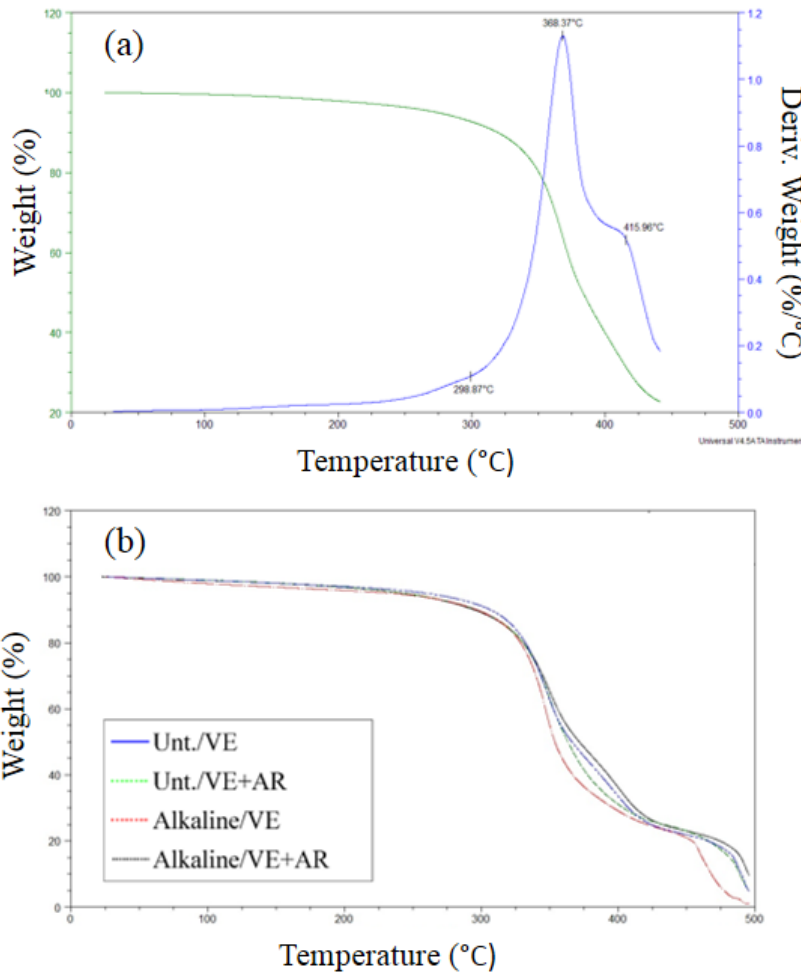 (a)
368.37°C
415.96°C
298.87°C
Weight (%)
120
100
80
60
40
20
Deriv. Weight (%/°C)
1.2
1.0
0.8
0.6
0.4
0.2
0.0
0
100
200
300
400
500
Universal V4.5A TA Instrumen
Temperature (°C)
(b)
Weight (%)
120
100
80
60
40
20
0
Unt./VE
Unt./VE+AR
Alkaline/VE
Alkaline/VE+AR
0
100
200
300
400
500
Temperature (°C)